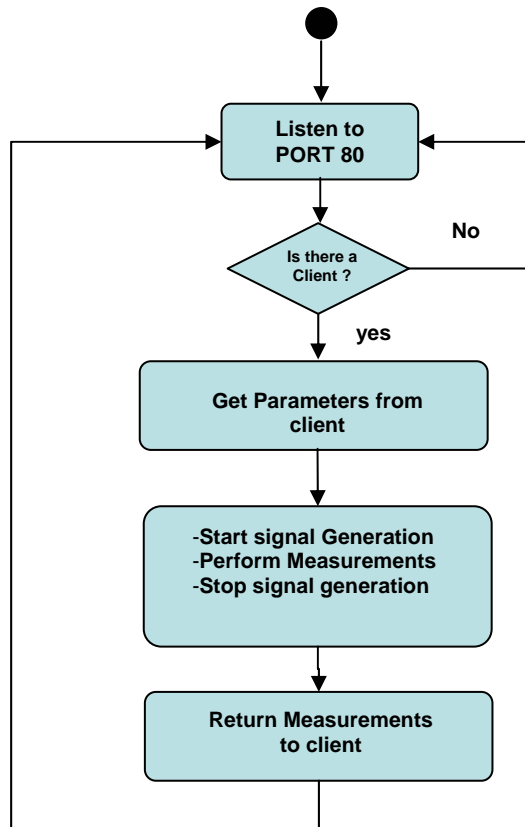 Listen to
PORT 80
Is there a
Client ?
No
yes
Get Parameters from
client
-Start signal Generation
-Perform Measurements
-Stop signal generation
Return Measurements
to client